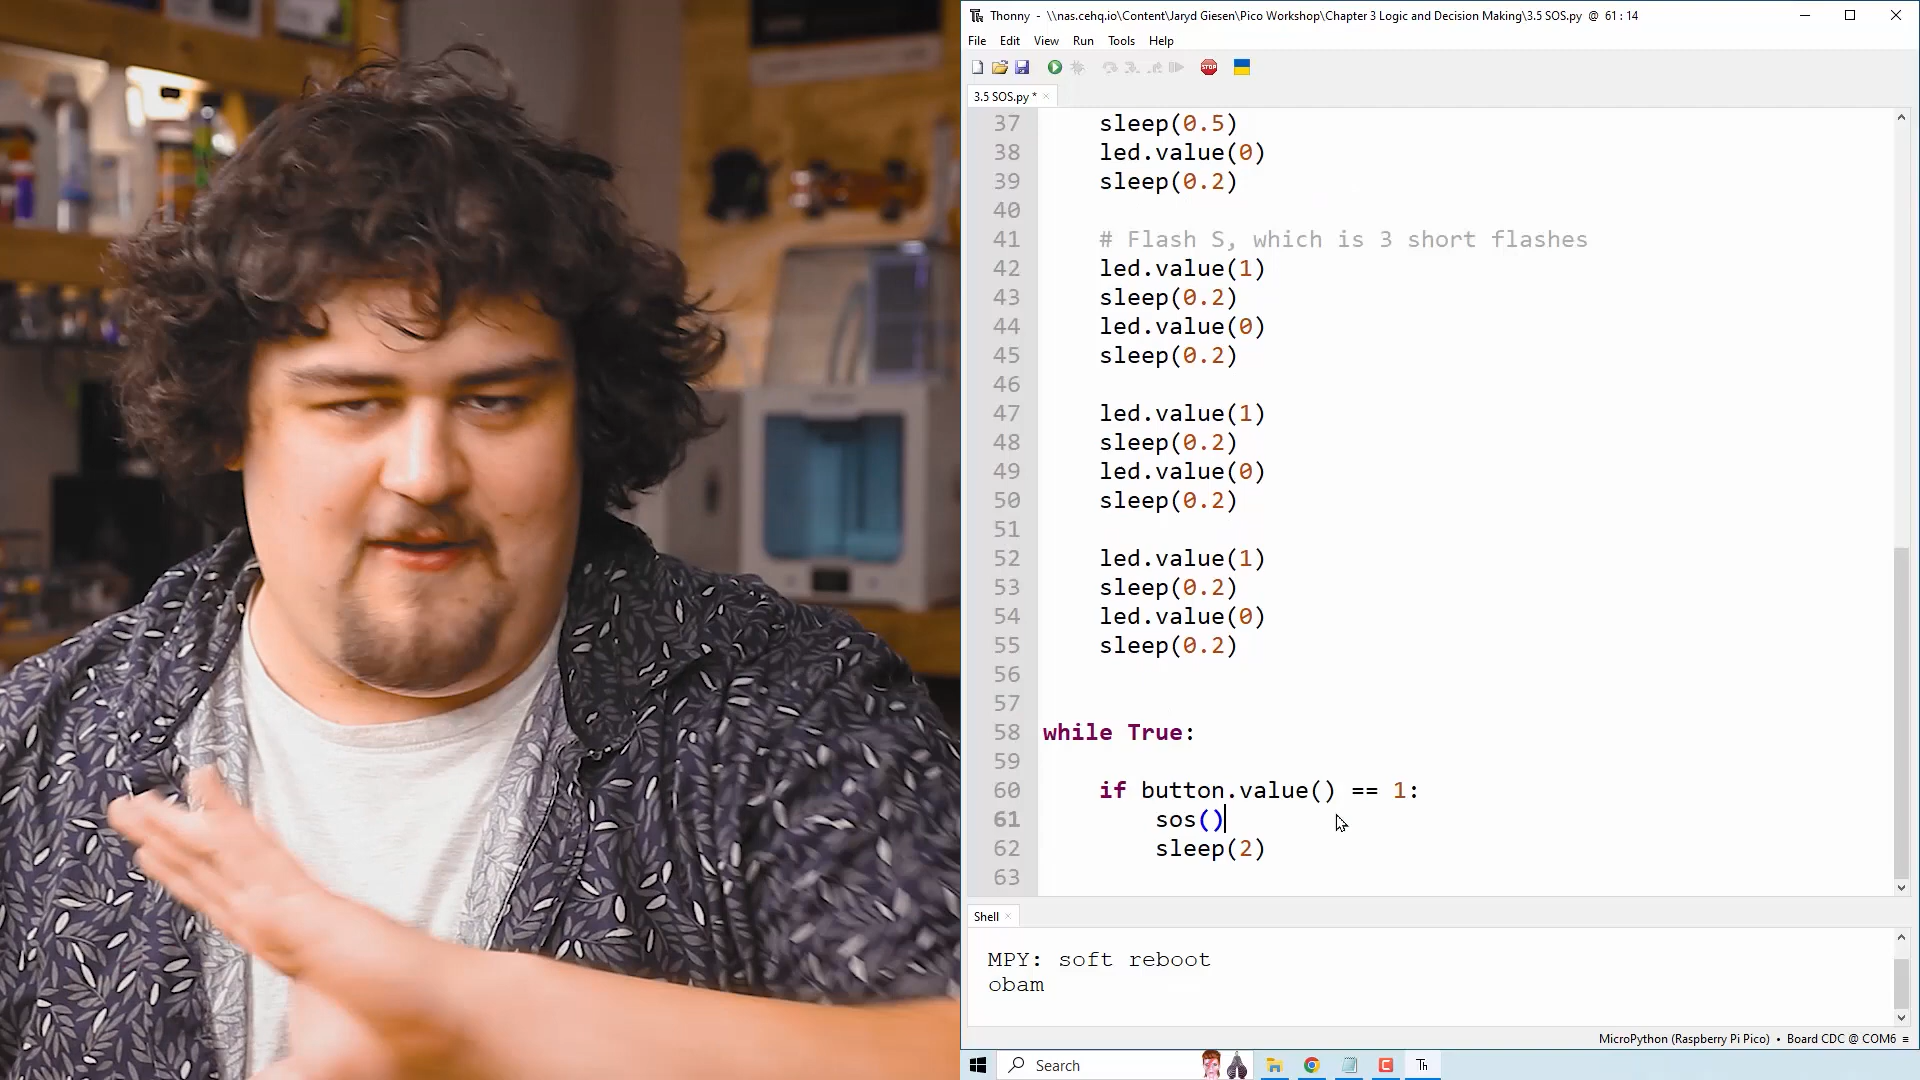 Thonny - \\nas.cehq.io\Content\Jaryd Giesen\Pico Workshop\Chapter 3 Logic and Decision Making\3.5 SOS.py @ 61 : 14
File Edit View Run Tools Help
STOP
3.5 SOS.py *
37 sleep(0.5)
38 led.value(0)
39 sleep(0.2)
40
41 # Flash S, which is 3 short flashes
42 led.value(1)
43 sleep(0.2)
44 led.value(0)
45 sleep(0.2)
46
47 led.value(1)
48 sleep(0.2)
49 led.value(0)
50 sleep(0.2)
51
52 led.value(1)
53 sleep(0.2)
54 led.value(0)
55 sleep(0.2)
56
57
58 while True:
59
60 if button.value() == 1:
61 sos()
62 sleep(2)
63
Shell
MPY: soft reboot
obam
MicroPython (Raspberry Pi Pico) • Board CDC @ COM6 ≡
Search
Th